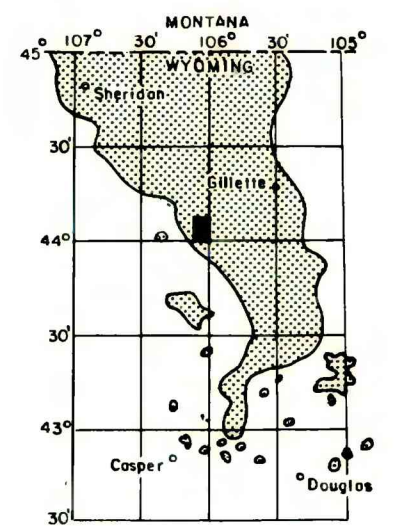 MONTANA
45° 107° 30' 106° 30' 105°
WYOMING
Sheridan
30'
Gillette
44°
30'
43°
Casper
Douglas
30'